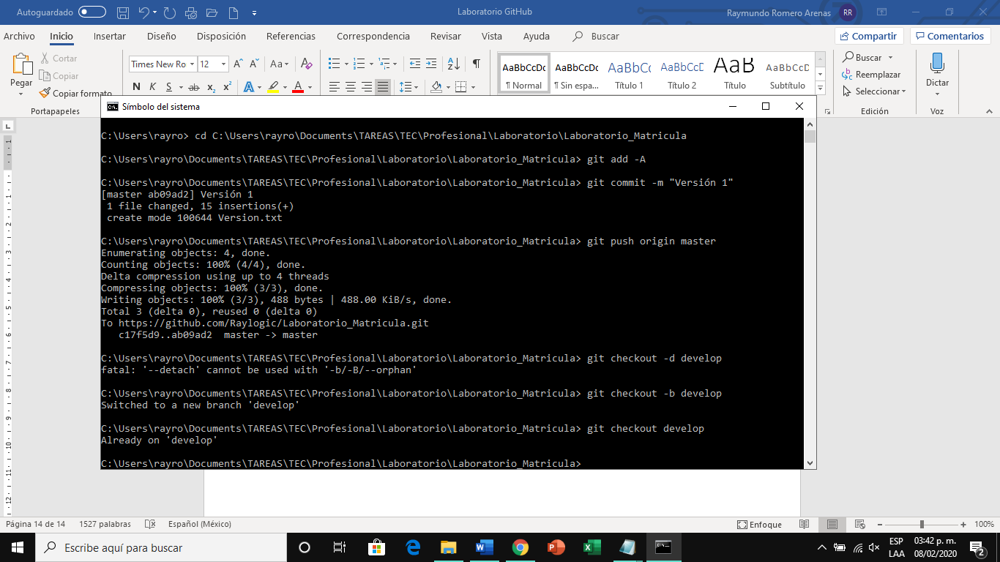 Autoguardado
Laboratorio GitHub
Raymundo Romero Arenas
RR
Archivo Inicio Insertar Diseño Disposición Referencias Correspondencia Revisar Vista Ayuda Buscar
Compartir Comentarios
Pegar
Cortar
Copiar
Copiar formato
Portapapeles
Times New Ro 12
N K S ab x₂ x²
AaBbCcDc
¶ Normal
AaBbCcDc
¶ Sin espa...
AaBbCc
Título 1
AaBbCcD
Título 2
AaB
Título
AaBbCcD
Subtítulo
Buscar
Reemplazar
Seleccionar
Edición
Dictar
Voz
Símbolo del sistema
C:\Users\rayro> cd C:\Users\rayro\Documents\TAREAS\TEC\Profesional\Laboratorio\Laboratorio_Matricula
C:\Users\rayro\Documents\TAREAS\TEC\Profesional\Laboratorio\Laboratorio_Matricula> git add -A
C:\Users\rayro\Documents\TAREAS\TEC\Profesional\Laboratorio\Laboratorio_Matricula> git commit -m "Versión 1"
[master ab09ad2] Versión 1
1 file changed, 15 insertions(+)
create mode 100644 Version.txt
C:\Users\rayro\Documents\TAREAS\TEC\Profesional\Laboratorio\Laboratorio_Matricula> git push origin master
Enumerating objects: 4, done.
Counting objects: 100% (4/4), done.
Delta compression using up to 4 threads
Compressing objects: 100% (3/3), done.
Writing objects: 100% (3/3), 488 bytes | 488.00 KiB/s, done.
Total 3 (delta 0), reused 0 (delta 0)
To https://github.com/Raylogic/Laboratorio_Matricula.git
c17f5d9..ab09ad2  master -> master
C:\Users\rayro\Documents\TAREAS\TEC\Profesional\Laboratorio\Laboratorio_Matricula> git checkout -d develop
fatal: '--detach' cannot be used with '-b/-B/--orphan'
C:\Users\rayro\Documents\TAREAS\TEC\Profesional\Laboratorio\Laboratorio_Matricula> git checkout -b develop
Switched to a new branch 'develop'
C:\Users\rayro\Documents\TAREAS\TEC\Profesional\Laboratorio\Laboratorio_Matricula> git checkout develop
Already on 'develop'
C:\Users\rayro\Documents\TAREAS\TEC\Profesional\Laboratorio\Laboratorio_Matricula>
Página 14 de 14 1527 palabras Español (México) Enfoque 100%
Escribe aquí para buscar
ESP
LAA
03:42 p. m.
08/02/2020
2